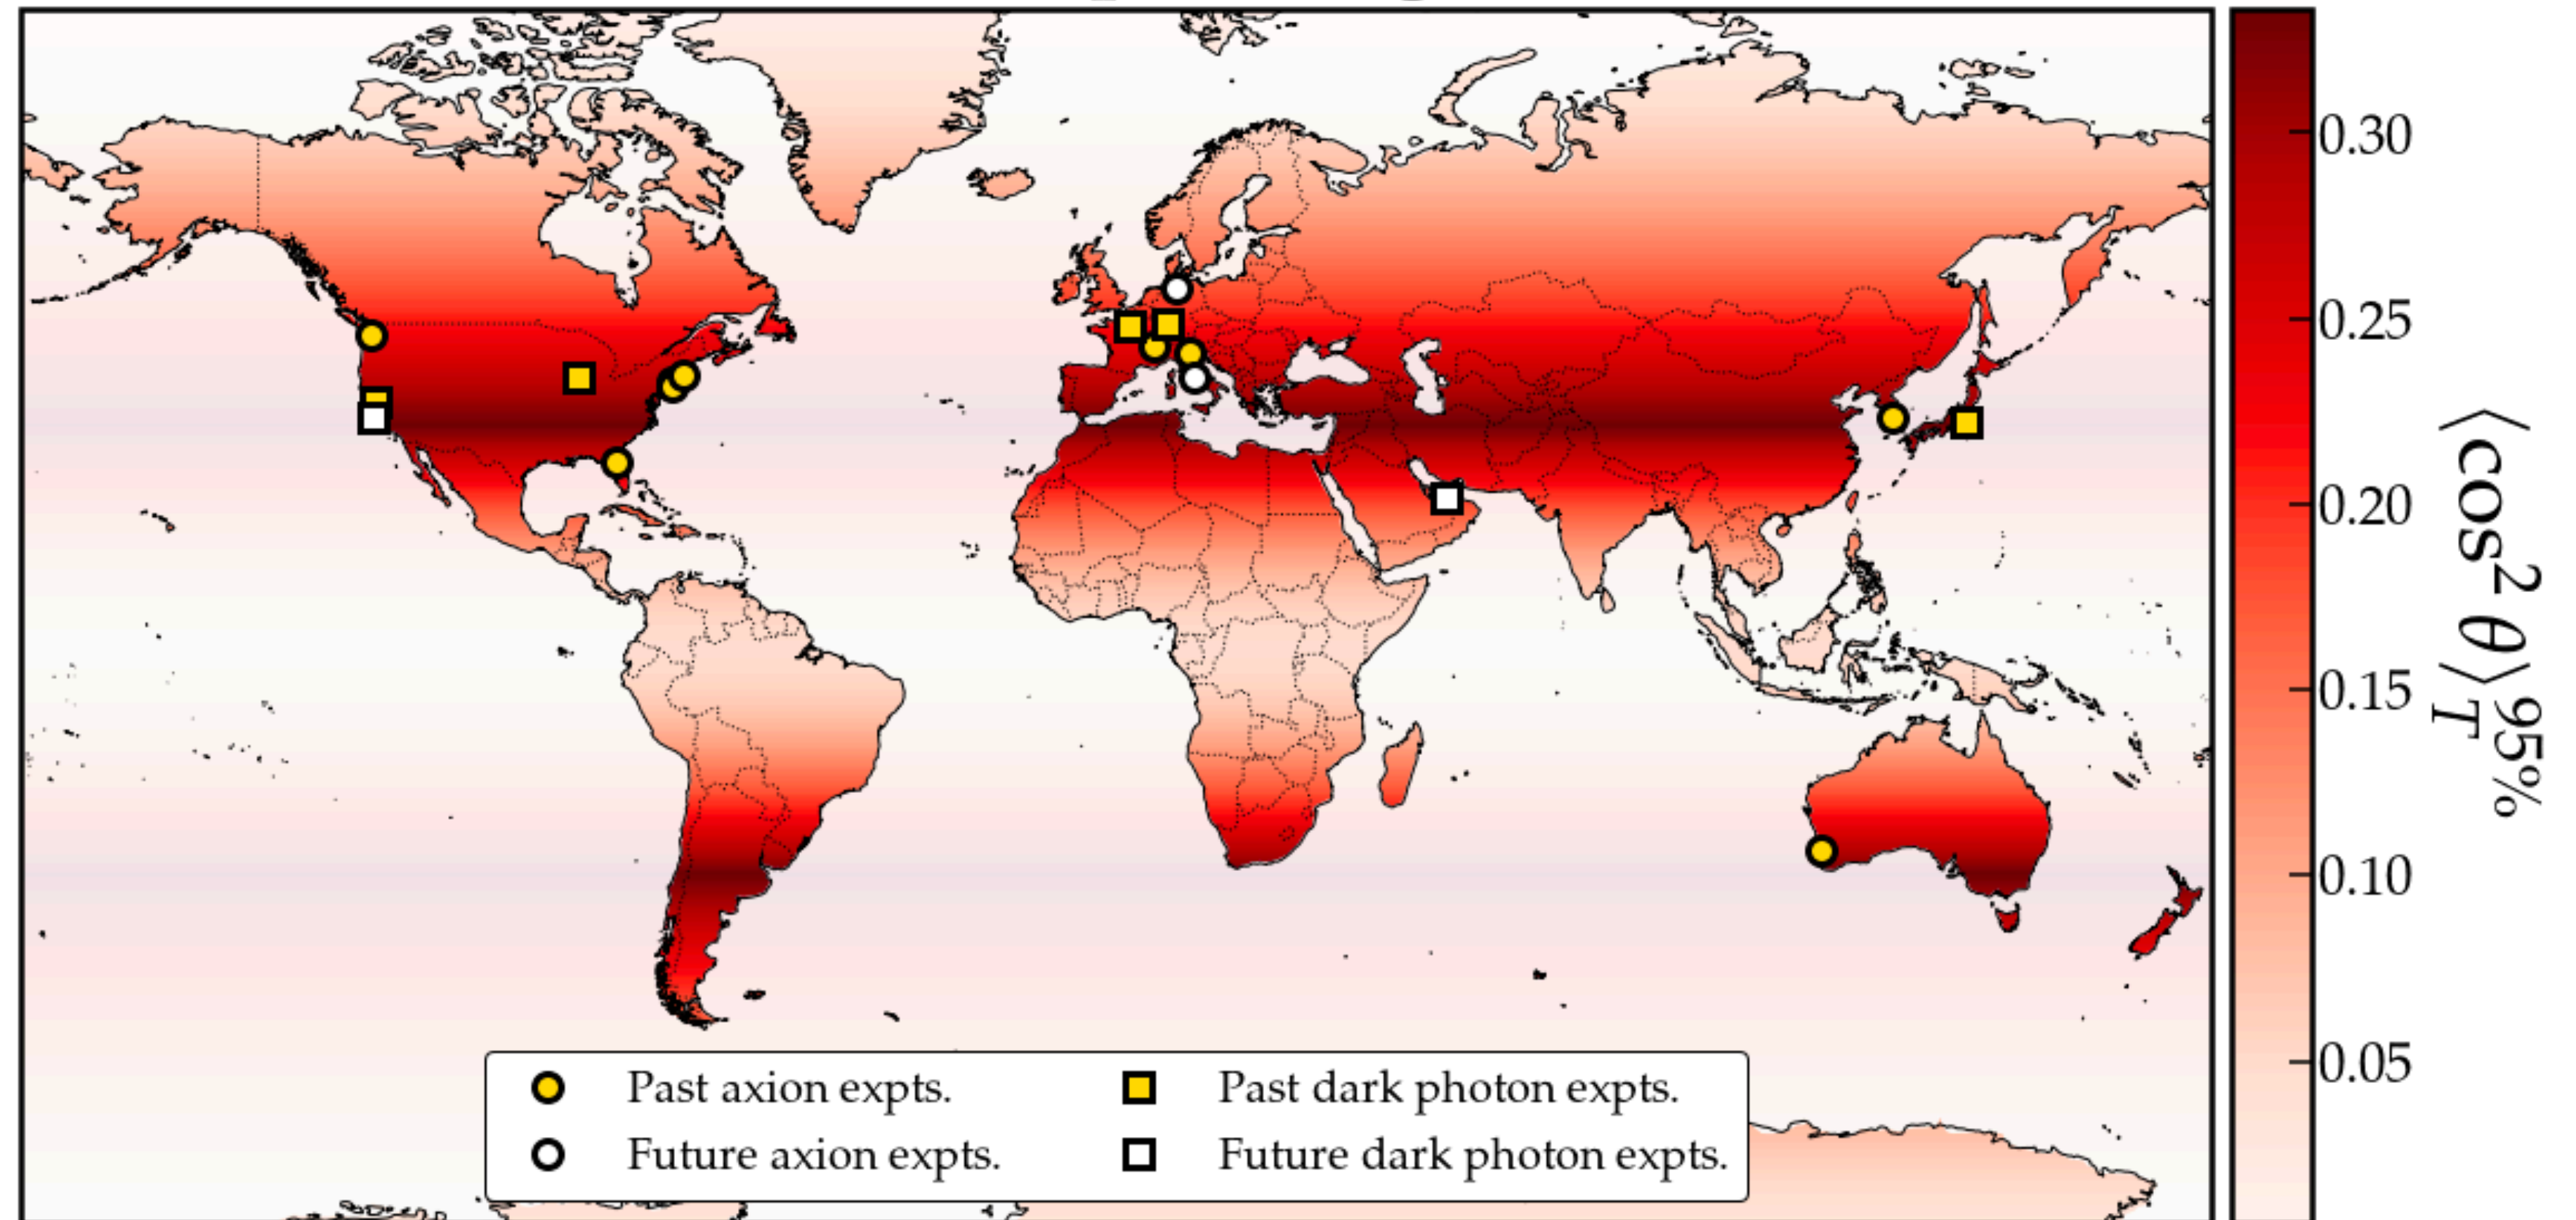 0.30
0.25
0.20
0.15
0.10
0.05
⟨cos² θ⟩_T^95%
Past axion expts.
Past dark photon expts.
Future axion expts.
Future dark photon expts.